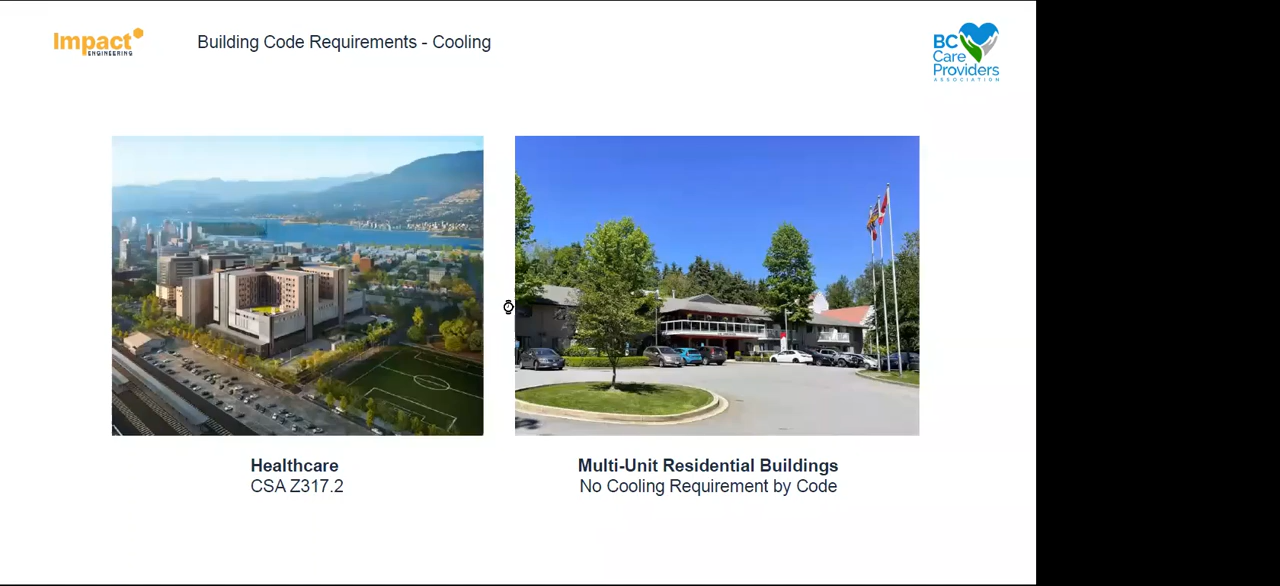 Impact
ENGINEERING
Building Code Requirements - Cooling
BC
Care
Providers
ASSOCIATION
Healthcare
CSA Z317.2
Multi-Unit Residential Buildings
No Cooling Requirement by Code